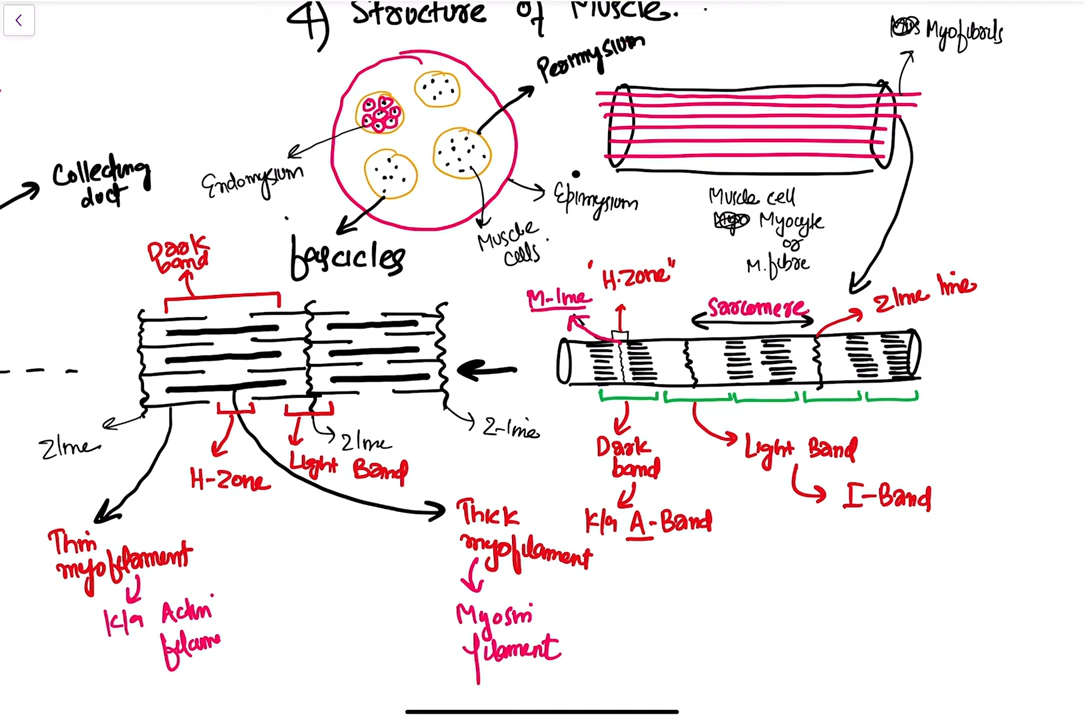 4) Structure of Muscle.
Myofibrils
Permysium
Collecting
duct
Endomysium
Epimysium
Muscle
cells
fascicles
Muscle cell
Myocyte
or
M. fibre
Dark
band
"H-Zone"
M-line
Sarcomere
Z line line
Z line
H-Zone
Z line
Light Band
Z-line
Dark
band
K/a A-Band
Light Band
I-Band
Thin
myofilament
K/a Actin
filame
Thick
myofilament
Myosin
filament